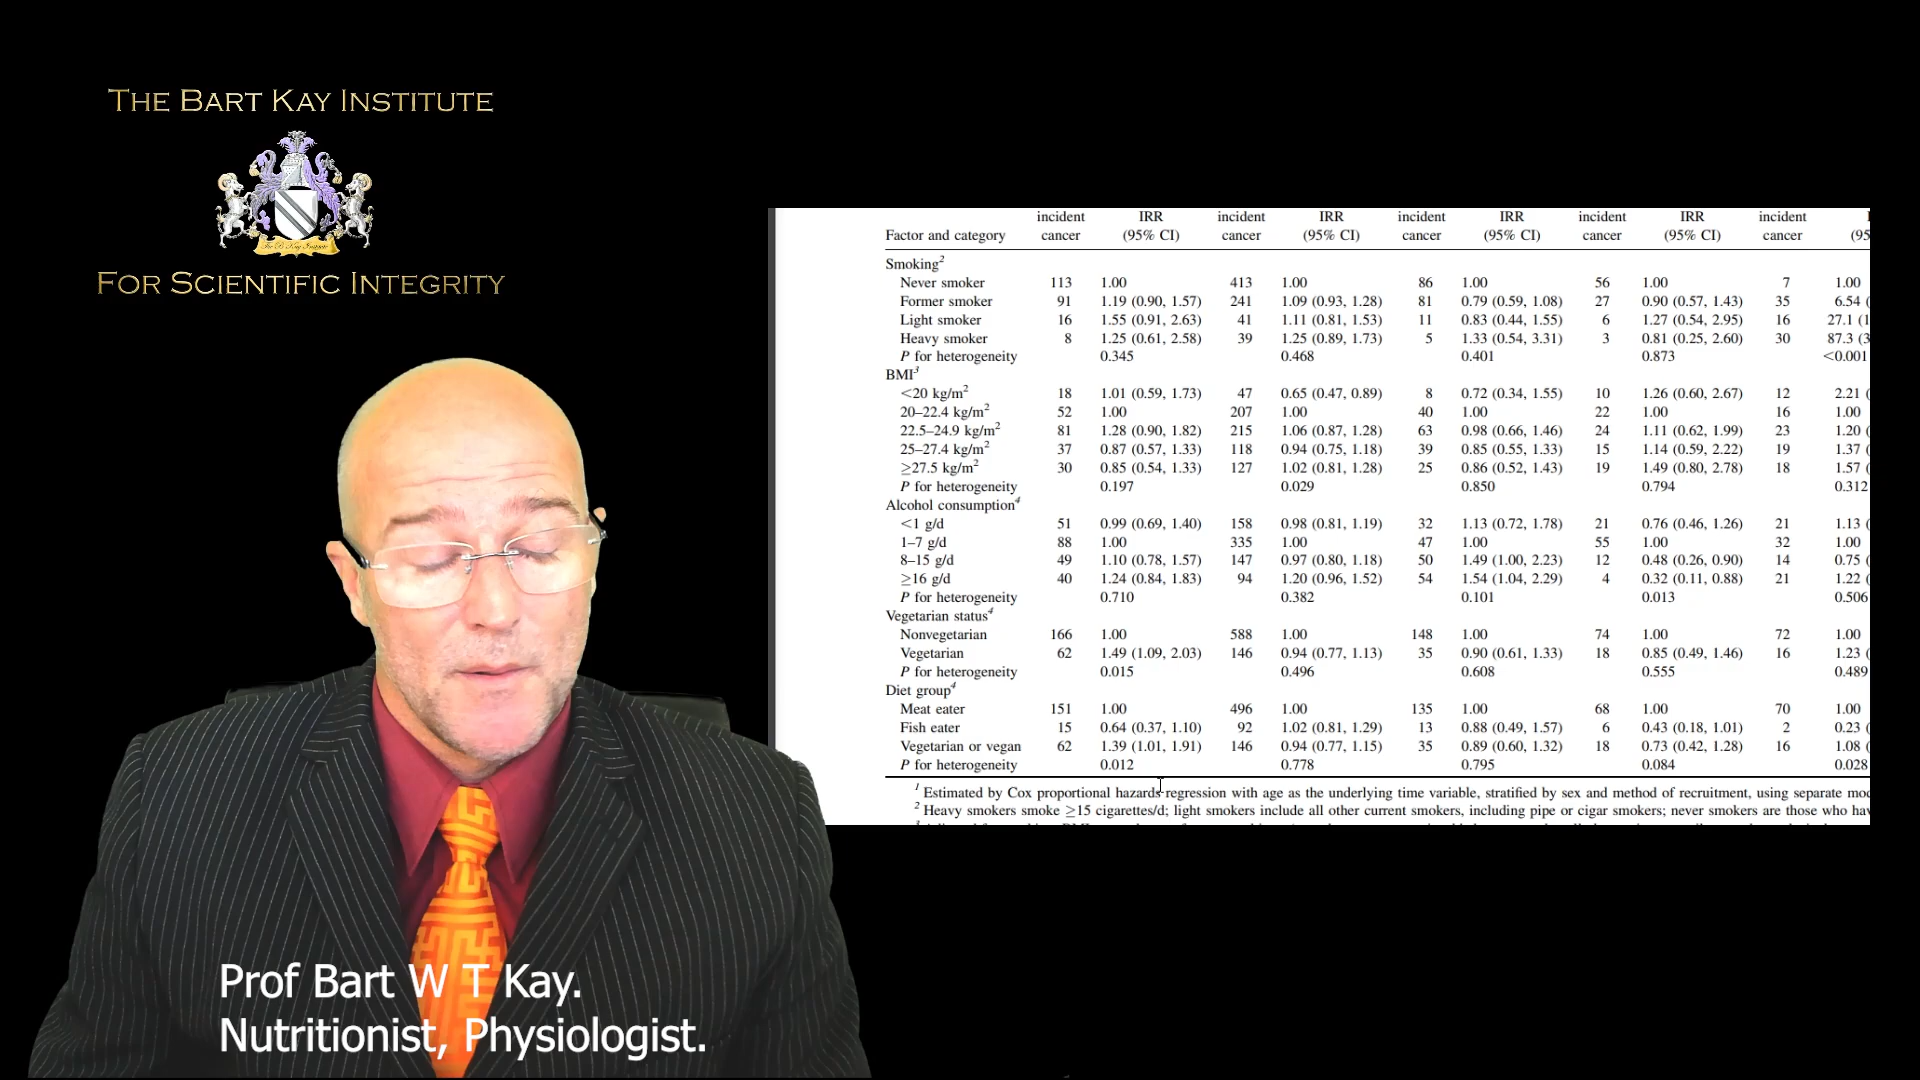 THE BART KAY INSTITUTE
The B Kay Institute
FOR SCIENTIFIC INTEGRITY
Prof Bart W T Kay.
Nutritionist, Physiologist.
incident IRR incident IRR incident IRR incident IRR incident
Factor and category cancer (95% CI) cancer (95% CI) cancer (95% CI) cancer (95% CI) cancer (95
Smoking²
Never smoker 113 1.00 413 1.00 86 1.00 56 1.00 7 1.00
Former smoker 91 1.19 (0.90, 1.57) 241 1.09 (0.93, 1.28) 81 0.79 (0.59, 1.08) 27 0.90 (0.57, 1.43) 35 6.54 (
Light smoker 16 1.55 (0.91, 2.63) 41 1.11 (0.81, 1.53) 11 0.83 (0.44, 1.55) 6 1.27 (0.54, 2.95) 16 27.1 (1
Heavy smoker 8 1.25 (0.61, 2.58) 39 1.25 (0.89, 1.73) 5 1.33 (0.54, 3.31) 3 0.81 (0.25, 2.60) 30 87.3 (3
P for heterogeneity 0.345 0.468 0.401 0.873 <0.001
BMI³
<20 kg/m² 18 1.01 (0.59, 1.73) 47 0.65 (0.47, 0.89) 8 0.72 (0.34, 1.55) 10 1.26 (0.60, 2.67) 12 2.21 (
20–22.4 kg/m² 52 1.00 207 1.00 40 1.00 22 1.00 16 1.00
22.5–24.9 kg/m² 81 1.28 (0.90, 1.82) 215 1.06 (0.87, 1.28) 63 0.98 (0.66, 1.46) 24 1.11 (0.62, 1.99) 23 1.20 (
25–27.4 kg/m² 37 0.87 (0.57, 1.33) 118 0.94 (0.75, 1.18) 39 0.85 (0.55, 1.33) 15 1.14 (0.59, 2.22) 19 1.37 (
≥27.5 kg/m² 30 0.85 (0.54, 1.33) 127 1.02 (0.81, 1.28) 25 0.86 (0.52, 1.43) 19 1.49 (0.80, 2.78) 18 1.57 (
P for heterogeneity 0.197 0.029 0.850 0.794 0.312
Alcohol consumption⁴
<1 g/d 51 0.99 (0.69, 1.40) 158 0.98 (0.81, 1.19) 32 1.13 (0.72, 1.78) 21 0.76 (0.46, 1.26) 21 1.13 (
1–7 g/d 88 1.00 335 1.00 47 1.00 55 1.00 32 1.00
8–15 g/d 49 1.10 (0.78, 1.57) 147 0.97 (0.80, 1.18) 50 1.49 (1.00, 2.23) 12 0.48 (0.26, 0.90) 14 0.75 (
≥16 g/d 40 1.24 (0.84, 1.83) 94 1.20 (0.96, 1.52) 54 1.54 (1.04, 2.29) 4 0.32 (0.11, 0.88) 21 1.22 (
P for heterogeneity 0.710 0.382 0.101 0.013 0.506
Vegetarian status⁴
Nonvegetarian 166 1.00 588 1.00 148 1.00 74 1.00 72 1.00
Vegetarian 62 1.49 (1.09, 2.03) 146 0.94 (0.77, 1.13) 35 0.90 (0.61, 1.33) 18 0.85 (0.49, 1.46) 16 1.23 (
P for heterogeneity 0.015 0.496 0.608 0.555 0.489
Diet group⁴
Meat eater 151 1.00 496 1.00 135 1.00 68 1.00 70 1.00
Fish eater 15 0.64 (0.37, 1.10) 92 1.02 (0.81, 1.29) 13 0.88 (0.49, 1.57) 6 0.43 (0.18, 1.01) 2 0.23 (
Vegetarian or vegan 62 1.39 (1.01, 1.91) 146 0.94 (0.77, 1.15) 35 0.89 (0.60, 1.32) 18 0.73 (0.42, 1.28) 16 1.08 (
P for heterogeneity 0.012 0.778 0.795 0.084 0.028
¹ Estimated by Cox proportional hazards regression with age as the underlying time variable, stratified by sex and method of recruitment, using separate
² Heavy smokers smoke ≥15 cigarettes/d; light smokers include all other current smokers, including pipe or cigar smokers; never smokers are those who